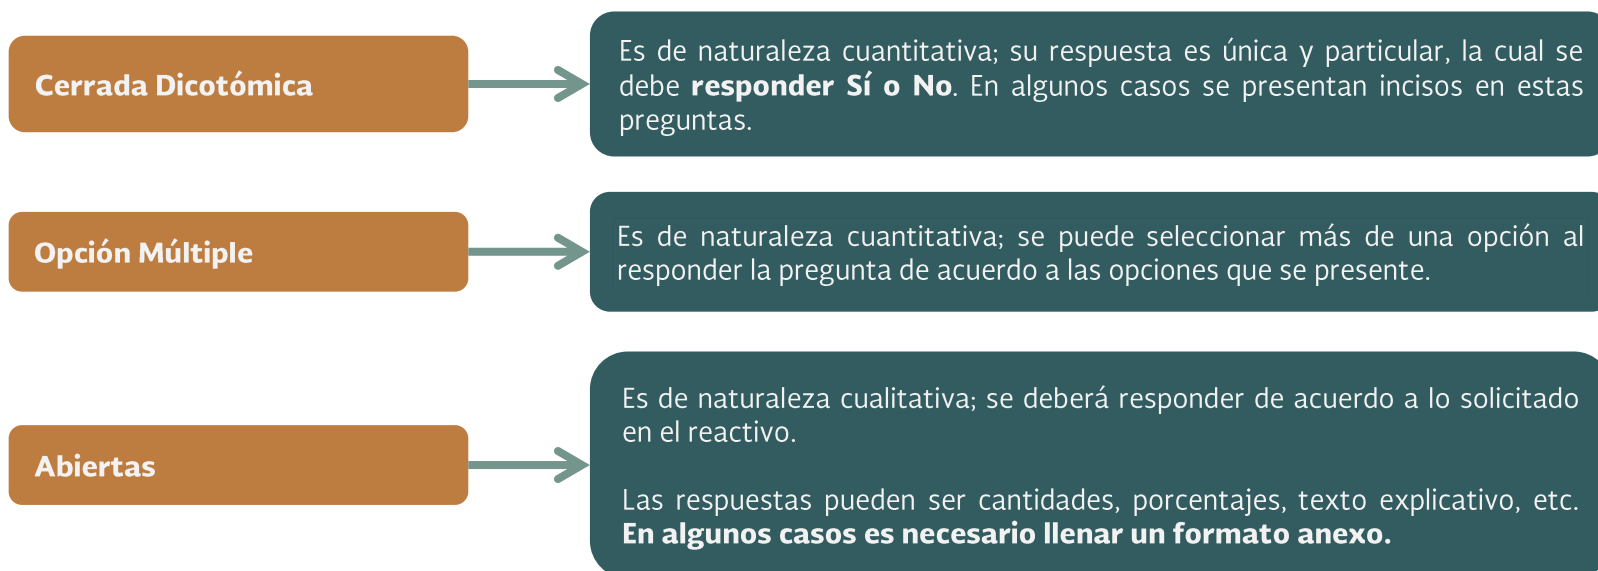 Cerrada Dicotómica
Es de naturaleza cuantitativa; su respuesta es única y particular, la cual se
debe responder Sí o No. En algunos casos se presentan incisos en estas
preguntas.
Opción Múltiple
Es de naturaleza cuantitativa; se puede seleccionar más de una opción al
responder la pregunta de acuerdo a las opciones que se presente.
Abiertas
Es de naturaleza cualitativa; se deberá responder de acuerdo a lo solicitado
en el reactivo.
Las respuestas pueden ser cantidades, porcentajes, texto explicativo, etc.
En algunos casos es necesario llenar un formato anexo.